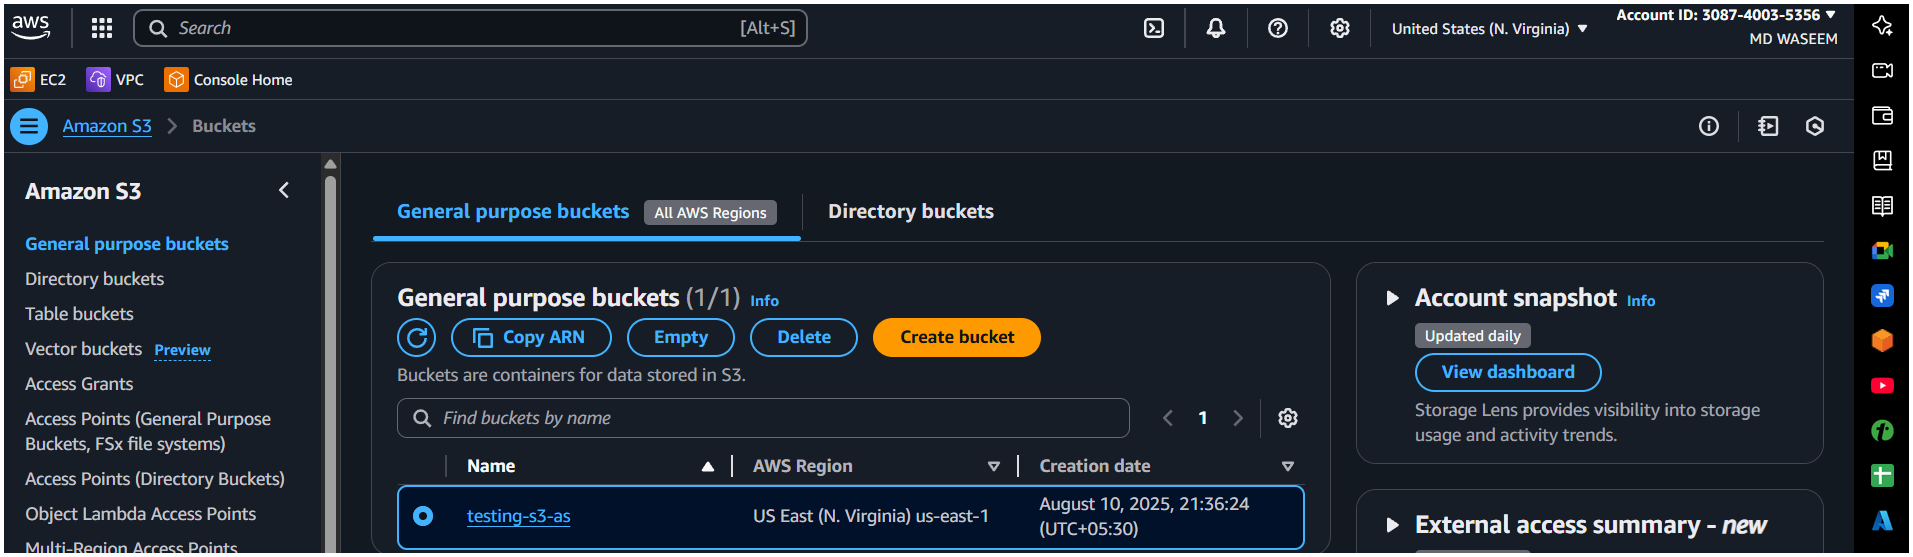 aws
Search
[Alt+S]
United States (N. Virginia)
Account ID: 3087-4003-5356
MD WASEEM
EC2
VPC
Console Home
Amazon S3
Buckets
Amazon S3
General purpose buckets
Directory buckets
Table buckets
Vector buckets Preview
Access Grants
Access Points (General Purpose
Buckets, FSx file systems)
Access Points (Directory Buckets)
Object Lambda Access Points
Multi-Region Access Points
General purpose buckets All AWS Regions
Directory buckets
General purpose buckets (1/1) Info
Copy ARN
Empty
Delete
Create bucket
Buckets are containers for data stored in S3.
Find buckets by name
1
Name
AWS Region
Creation date
testing-s3-as
US East (N. Virginia) us-east-1
August 10, 2025, 21:36:24
(UTC+05:30)
Account snapshot Info
Updated daily
View dashboard
Storage Lens provides visibility into storage
usage and activity trends.
External access summary - new